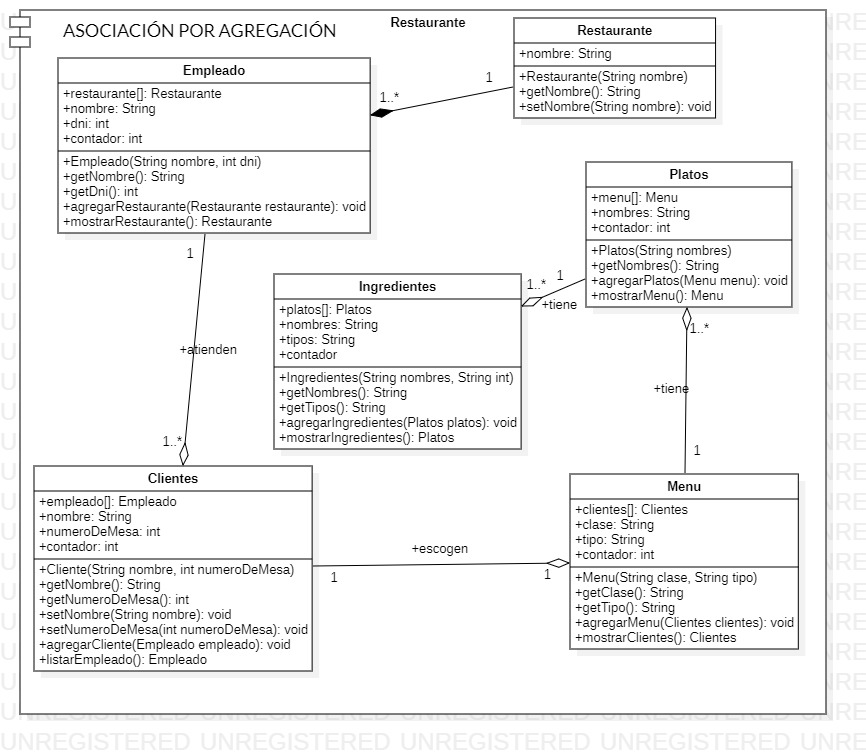 ASOCIACIÓN POR AGREGACIÓN
Restaurante
Restaurante
+nombre: String
+Restaurante(String nombre)
+getNombre(): String
+setNombre(String nombre): void
Empleado
+restaurante[]: Restaurante
+nombre: String
+dni: int
+contador: int
+Empleado(String nombre, int dni)
+getNombre(): String
+getDni(): int
+agregarRestaurante(Restaurante restaurante): void
+mostrarRestaurante(): Restaurante
1..*
1
Platos
+menu[]: Menu
+nombres: String
+contador: int
+Platos(String nombres)
+getNombres(): String
+agregarPlatos(Menu menu): void
+mostrarMenu(): Menu
1
+atienden
1..*
Ingredientes
+platos[]: Platos
+nombres: String
+tipos: String
+contador
+Ingredientes(String nombres, String int)
+getNombres(): String
+getTipos(): String
+agregarIngredientes(Platos platos): void
+mostrarIngredientes(): Platos
1..*
1
+tiene
1..*
+tiene
1
Clientes
+empleado[]: Empleado
+nombre: String
+numeroDeMesa: int
+contador: int
+Cliente(String nombre, int numeroDeMesa)
+getNombre(): String
+getNumeroDeMesa(): int
+setNombre(String nombre): void
+setNumeroDeMesa(int numeroDeMesa): void
+agregarCliente(Empleado empleado): void
+listarEmpleado(): Empleado
+escogen
1
1
Menu
+clientes[]: Clientes
+clase: String
+tipo: String
+contador: int
+Menu(String clase, String tipo)
+getClase(): String
+getTipo(): String
+agregarMenu(Clientes clientes): void
+mostrarClientes(): Clientes
UNREGISTERED UNREGISTERED UNREGISTERED UNREGISTERED UNRE